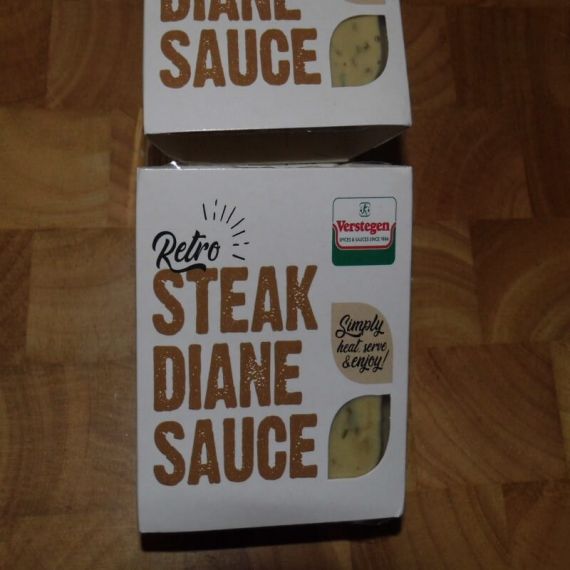 DIANE
SAUCE
Retro
STEAK
DIANE
SAUCE
Verstegen
SPICES & SAUCES SINCE 1886
Simply
heat, serve
& enjoy!